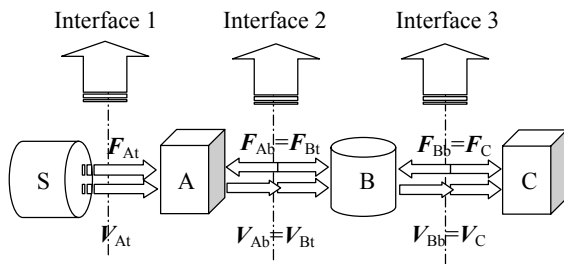 Interface 1 Interface 2 Interface 3
F_At F_Ab=F_Bt F_Bb=F_C
S A B C
V_At V_Ab=V_Bt V_Bb=V_C